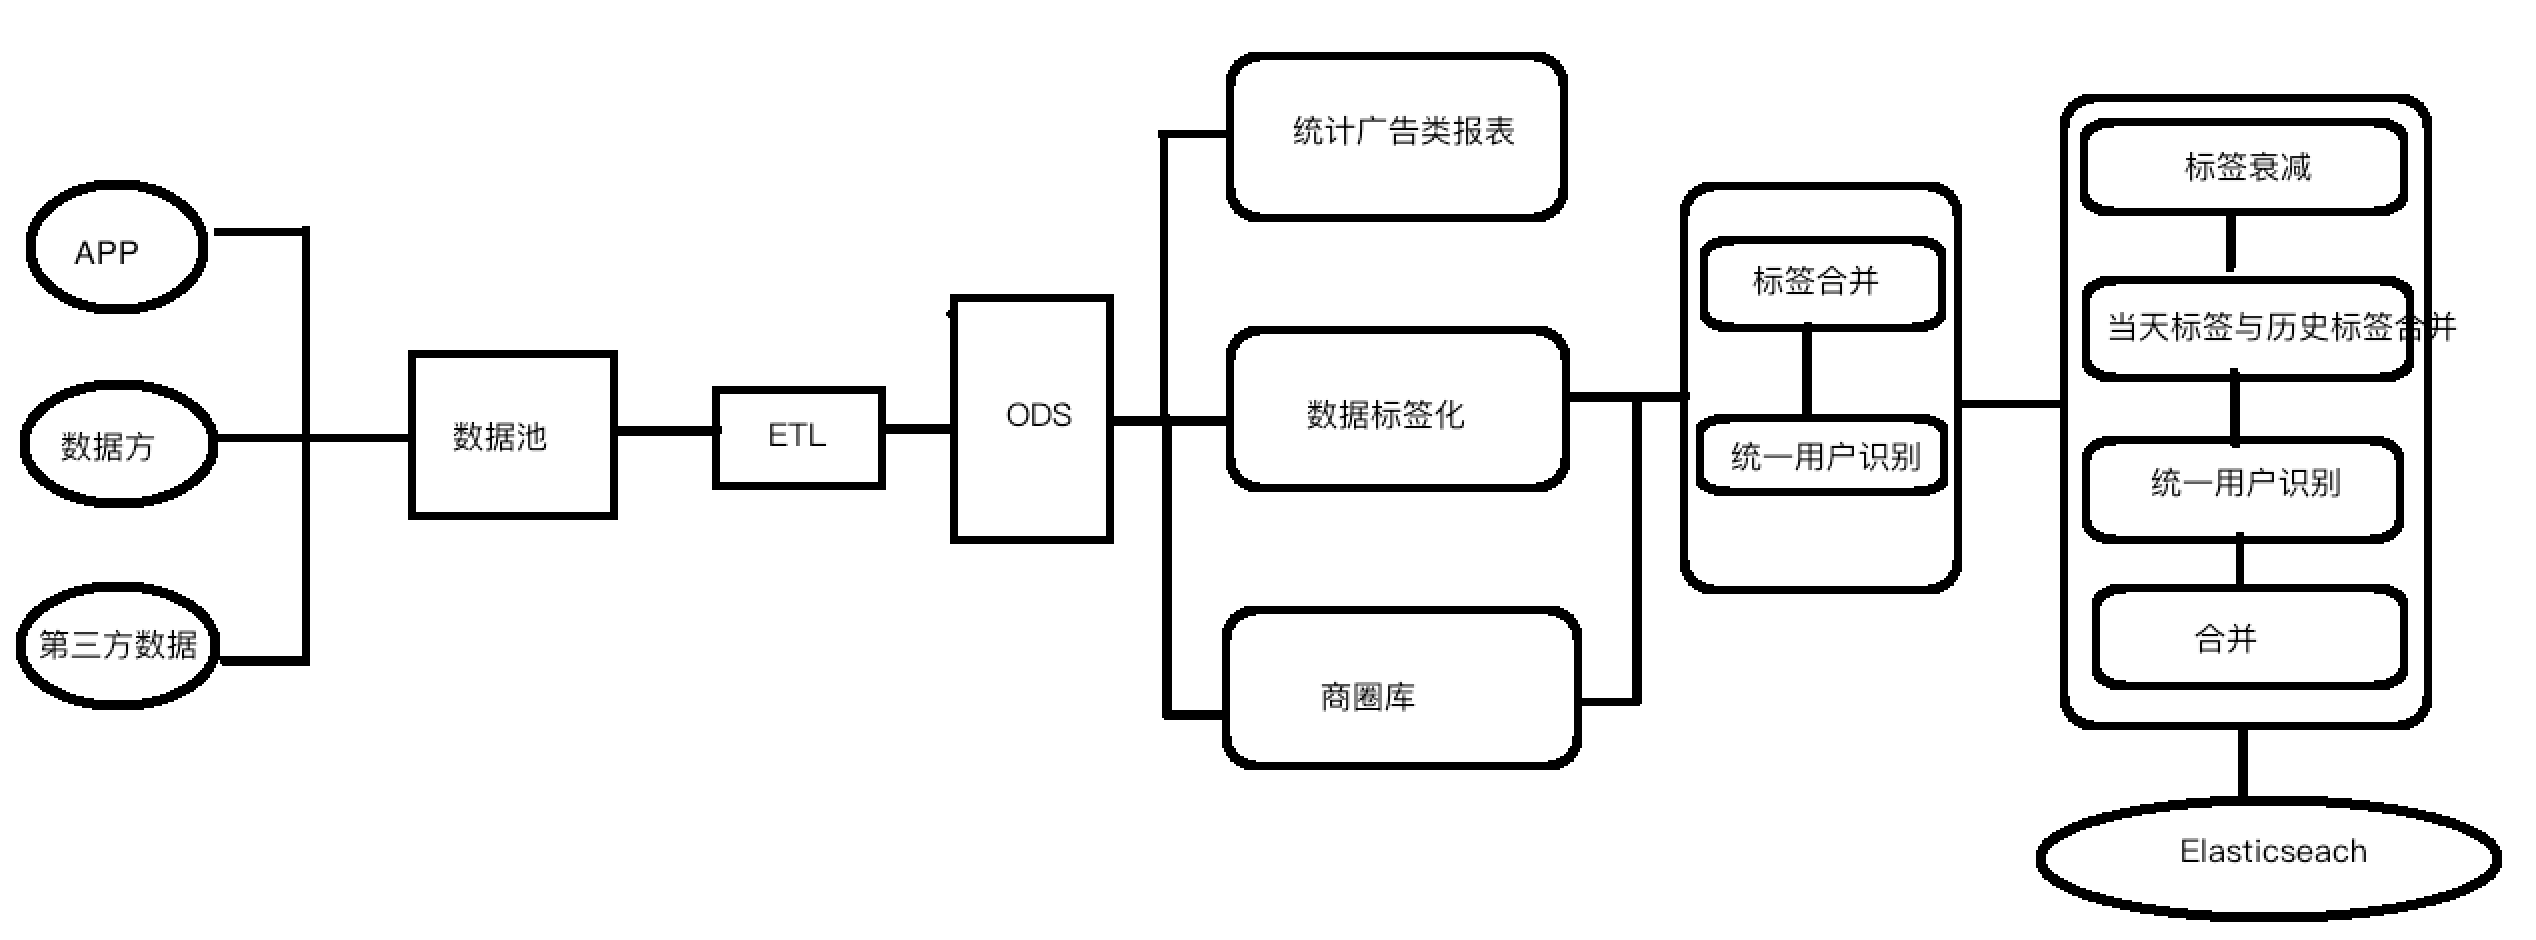 APP
数据方
第三方数据
数据池
ETL
ODS
统计广告类报表
数据标签化
商圈库
标签合并
统一用户识别
标签衰减
当天标签与历史标签合并
统一用户识别
合并
Elasticseach